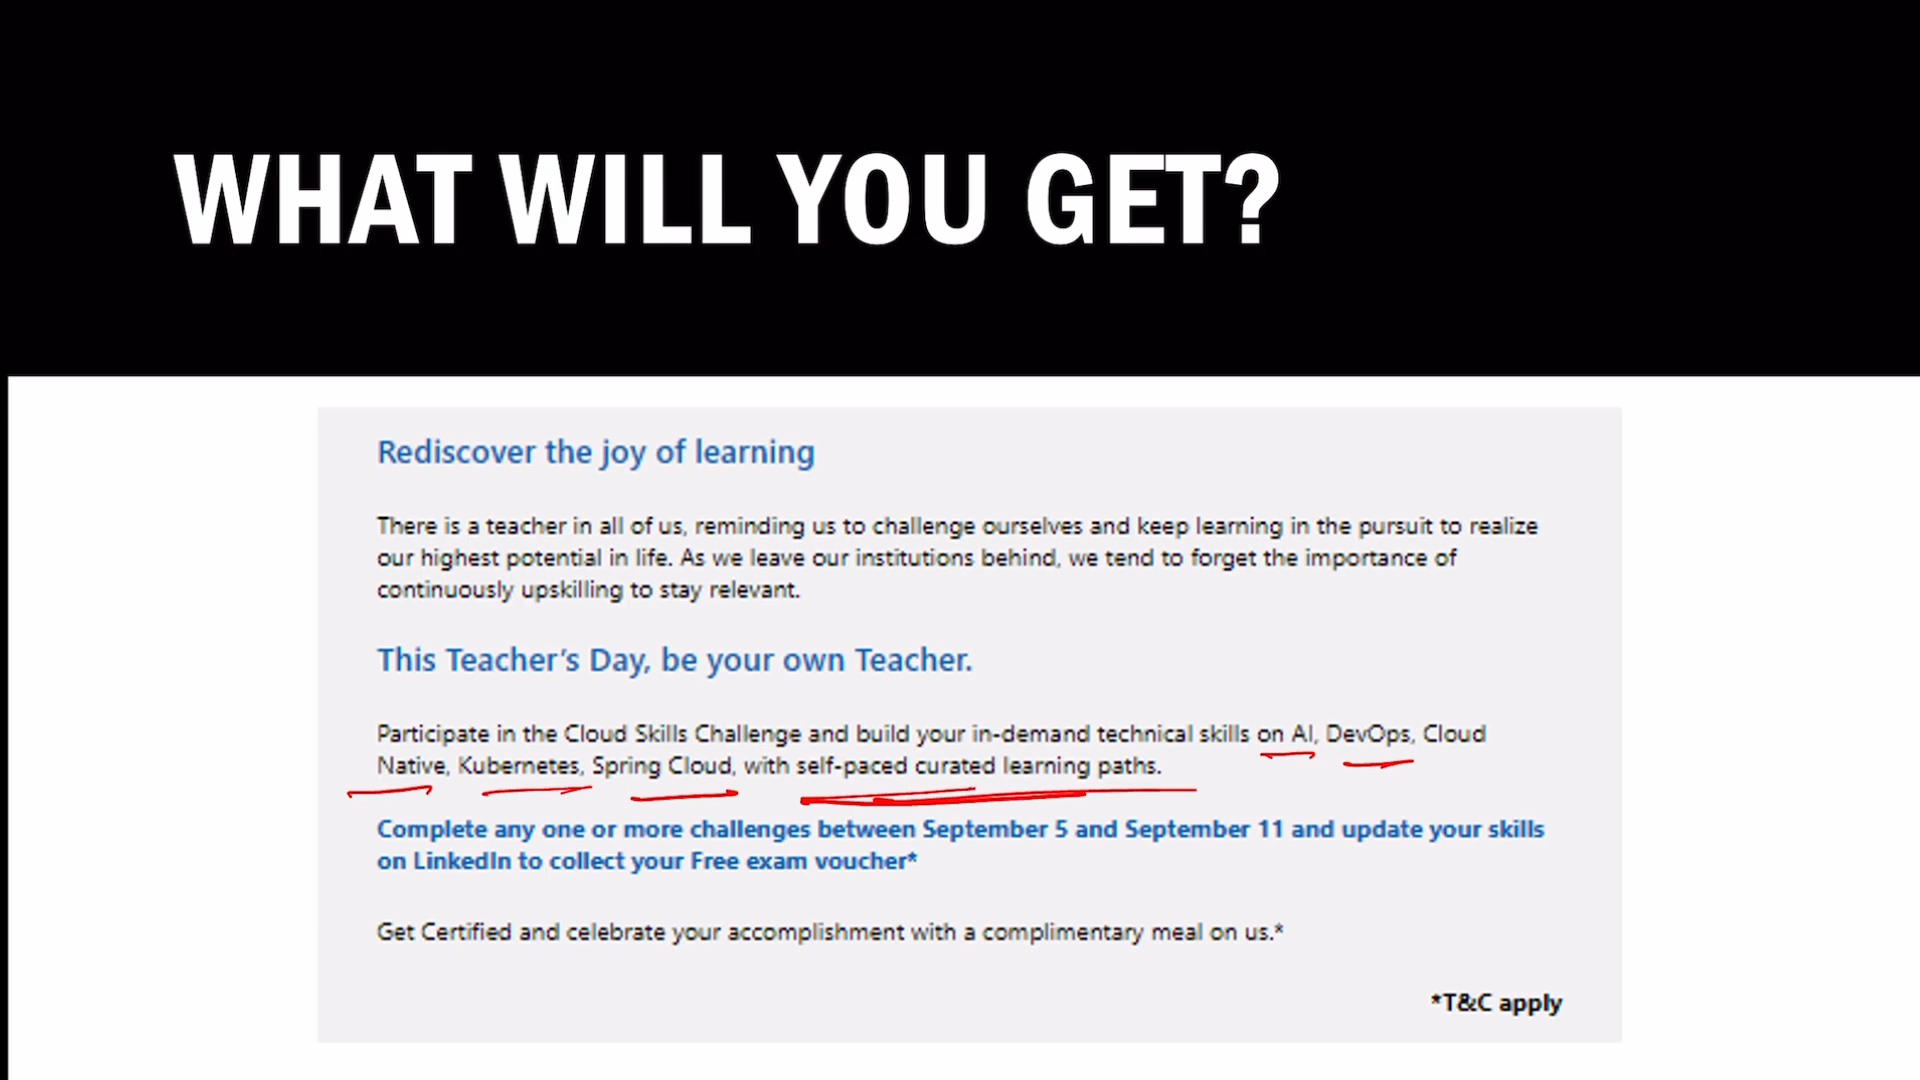 WHAT WILL YOU GET?
Rediscover the joy of learning
There is a teacher in all of us, reminding us to challenge ourselves and keep learning in the pursuit to realize
our highest potential in life. As we leave our institutions behind, we tend to forget the importance of
continuously upskilling to stay relevant.
This Teacher’s Day, be your own Teacher.
Participate in the Cloud Skills Challenge and build your in-demand technical skills on AI, DevOps, Cloud
Native, Kubernetes, Spring Cloud, with self-paced curated learning paths.
Complete any one or more challenges between September 5 and September 11 and update your skills
on LinkedIn to collect your Free exam voucher*
Get Certified and celebrate your accomplishment with a complimentary meal on us.*
*T&C apply